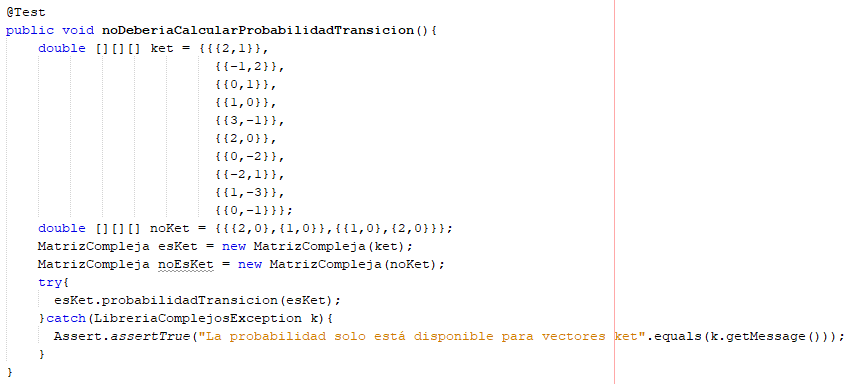 @Test
public void noDeberiaCalcularProbabilidadTransicion(){
    double [][][] ket = {{{2,1}},
                         {{-1,2}},
                         {{0,1}},
                         {{1,0}},
                         {{3,-1}},
                         {{2,0}},
                         {{0,-2}},
                         {{-2,1}},
                         {{1,-3}},
                         {{0,-1}}};
    double [][][] noKet = {{{2,0},{1,0}},{{1,0},{2,0}}};
    MatrizCompleja esKet = new MatrizCompleja(ket);
    MatrizCompleja noEsKet = new MatrizCompleja(noKet);
    try{
      esKet.probabilidadTransicion(esKet);
    }catch(LibreriaComplejosException k){
      Assert.assertTrue("La probabilidad solo está disponible para vectores ket".equals(k.getMessage()));
    }
}